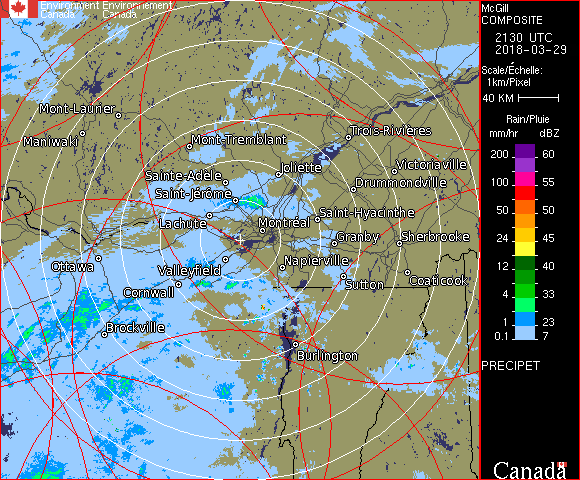 Environment Environnement
Canada Canada
Mont-Laurier
Maniwaki
Mont-Tremblant
Trois-Rivières
Joliette
Victoriaville
Sainte-Adèle
Drummondville
Saint-Jérôme
Saint-Hyacinthe
Lachute
Montréal
Granby
Sherbrooke
Ottawa
Valleyfield
Napierville
Cornwall
Sutton
Coaticook
Brockville
Burlington
McGill
COMPOSITE
2130 UTC
2018-03-29
Scale/Échelle:
1km/Pixel
40 KM
Rain/Pluie
mm/hr dBZ
200 60
100 55
50 50
24 45
12 40
4 33
1 23
0.1 7
PRECIPET
Canada